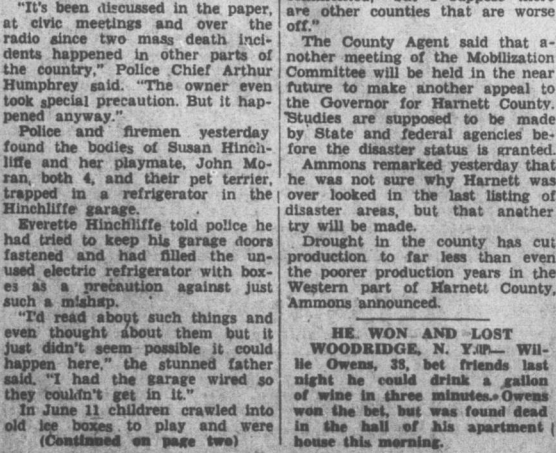 "It's been discussed in the paper,
at civic meetings and over the
radio since two mass death inci-
dents happened in other parts of
the country," Police Chief Arthur
Humphrey said. "The owner even
took special precaution. But it hap-
pened anyway."
Police and firemen yesterday
found the bodies of Susan Hinch-
liffe and her playmate, John Mo-
ran, both 4, and their pet terrier,
trapped in a refrigerator in the
Hinchliffe garage.
Everette Hinchliffe told police he
had tried to keep his garage doors
fastened and had filled the un-
used electric refrigerator with box-
es as a precaution against just
such a mishap.
"I'd read about such things and
even thought about them but it
just didn't seem possible it could
happen here," the stunned father
said. "I had the garage wired so
they couldn't get in it."
In June 11 children crawled into
old ice boxes to play and were
(Continued on page two)
are other counties that are worse
off."
The County Agent said that a-
nother meeting of the Mobilization
Committee will be held in the near
future to make another appeal to
the Governor for Harnett County.
Studies are supposed to be made
by State and federal agencies be-
fore the disaster status is granted.
Ammons remarked yesterday that
he was not sure why Harnett was
over looked in the last listing of
disaster areas, but that anather
try will be made.
Drought in the county has cut
production to far less than even
the poorer production years in the
Western part of Harnett County,
Ammons announced.
HE WON AND LOST
WOODRIDGE, N. Y. — Wil-
lie Owens, 38, bet friends last
night he could drink a gallon
of wine in three minutes. Owens
won the bet, but was found dead
in the hall of his apartment
house this morning.